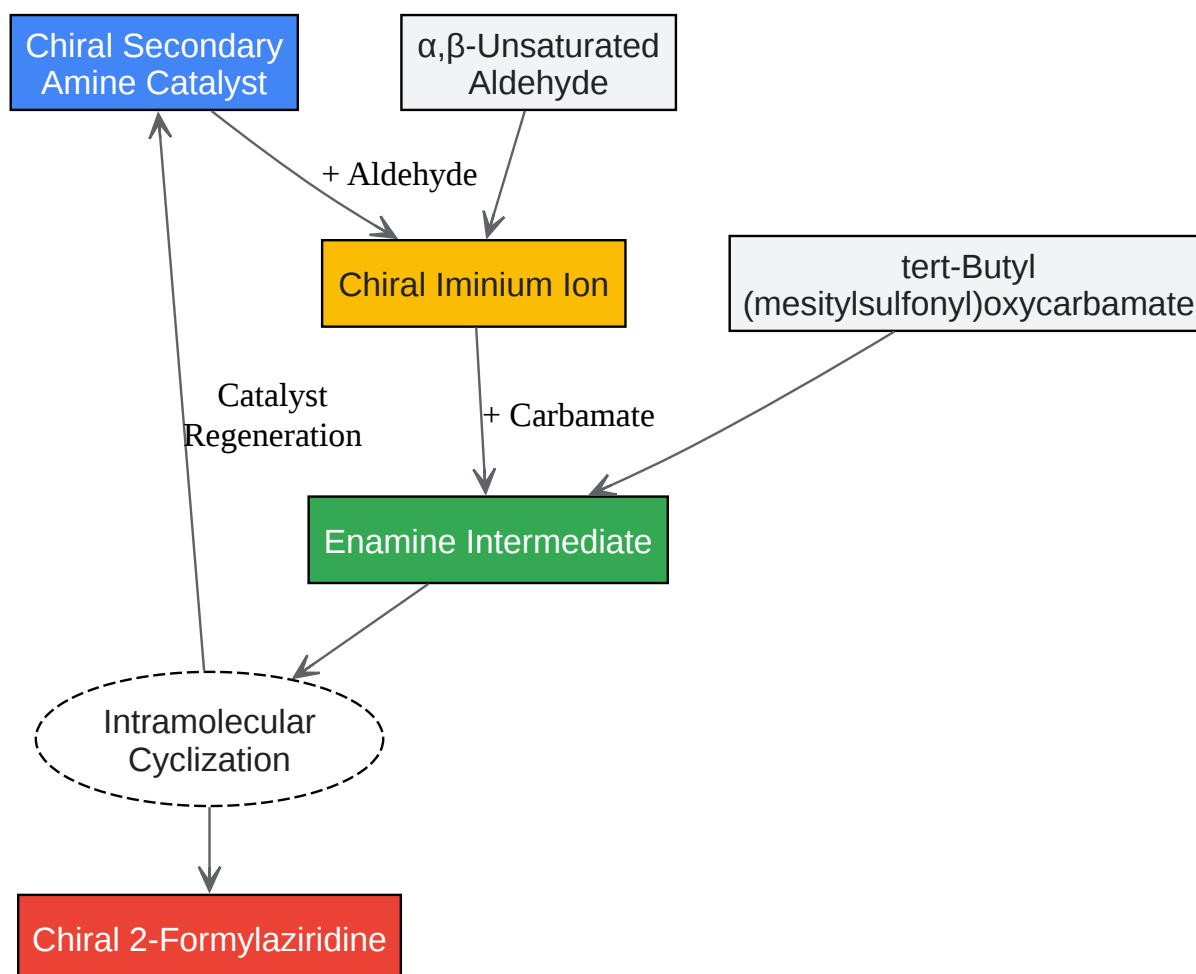 Chiral Secondary
Amine Catalyst
α,β-Unsaturated
Aldehyde
+ Aldehyde
Chiral Iminium Ion
tert-Butyl
(mesitylsulfonyl)oxycarbamate
Catalyst
Regeneration
+ Carbamate
Enamine Intermediate
Intramolecular
Cyclization
Chiral 2-Formylaziridine